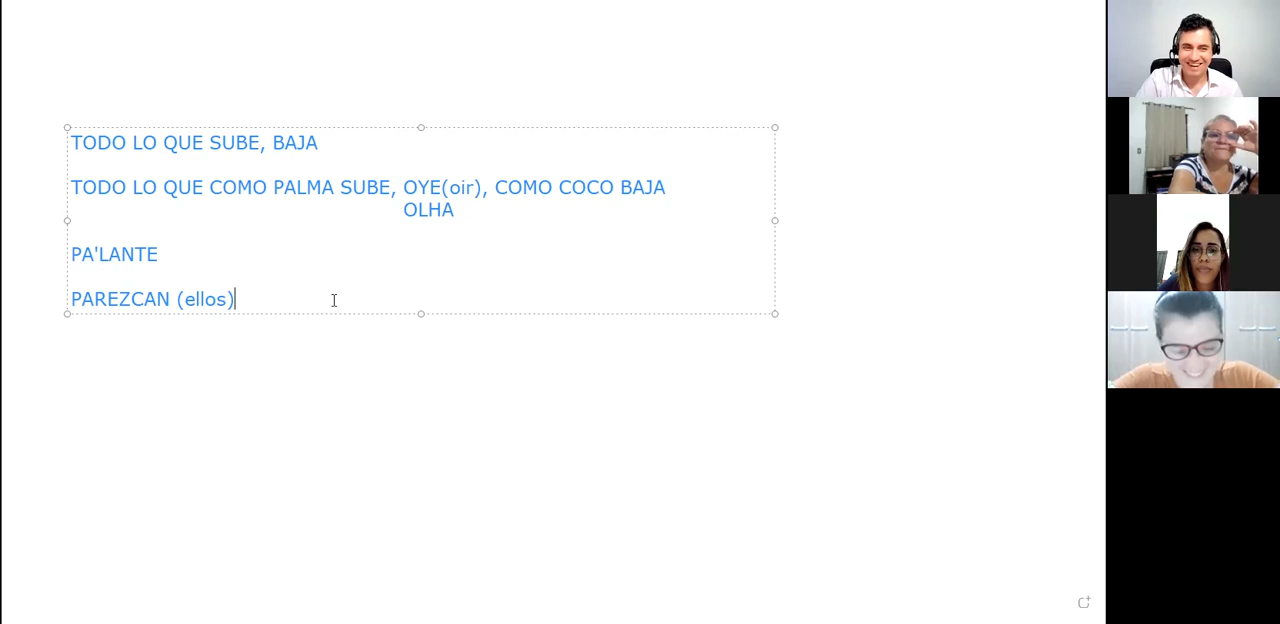 TODO LO QUE SUBE, BAJA
TODO LO QUE COMO PALMA SUBE, OYE(oir), COMO COCO BAJA
OLHA
PA'LANTE
PAREZCAN (ellos)